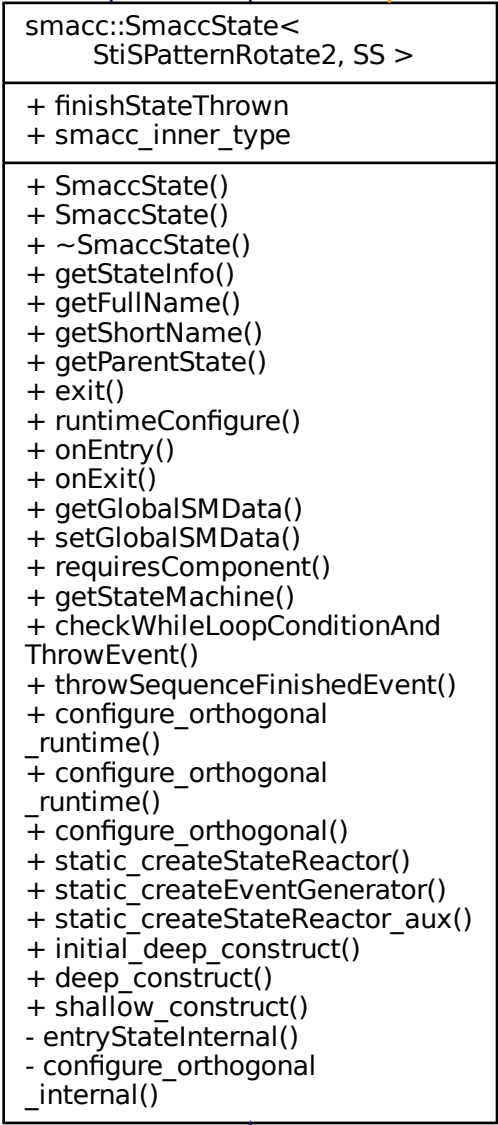 smacc::SmaccState<
StiSPatternRotate2, SS >
+ finishStateThrown
+ smacc_inner_type
+ SmaccState()
+ SmaccState()
+ ~SmaccState()
+ getStateInfo()
+ getFullName()
+ getShortName()
+ getParentState()
+ exit()
+ runtimeConfigure()
+ onEntry()
+ onExit()
+ getGlobalSMData()
+ setGlobalSMData()
+ requiresComponent()
+ getStateMachine()
+ checkWhileLoopConditionAnd
ThrowEvent()
+ throwSequenceFinishedEvent()
+ configure_orthogonal
_runtime()
+ configure_orthogonal
_runtime()
+ configure_orthogonal()
+ static_createStateReactor()
+ static_createEventGenerator()
+ static_createStateReactor_aux()
+ initial_deep_construct()
+ deep_construct()
+ shallow_construct()
- entryStateInternal()
- configure_orthogonal
_internal()